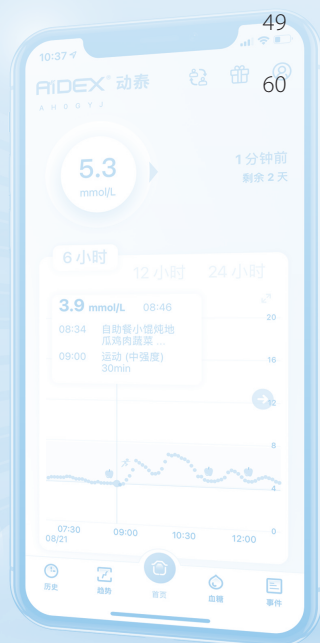 49
10:37
60
AiDEX® 动泰
AH0GYJ
5.3
mmol/L
1 分钟前
剩余 2 天
6 小时
12 小时
24 小时
3.9 mmol/L 08:46
08:34 自助餐小馄炖地
瓜鸡肉蔬菜 ...
09:00 运动 (中强度)
30min
20
16
12
8
4
0
07:30 09:00 10:30 12:00
08/21
历史 趋势 首页 血糖 事件